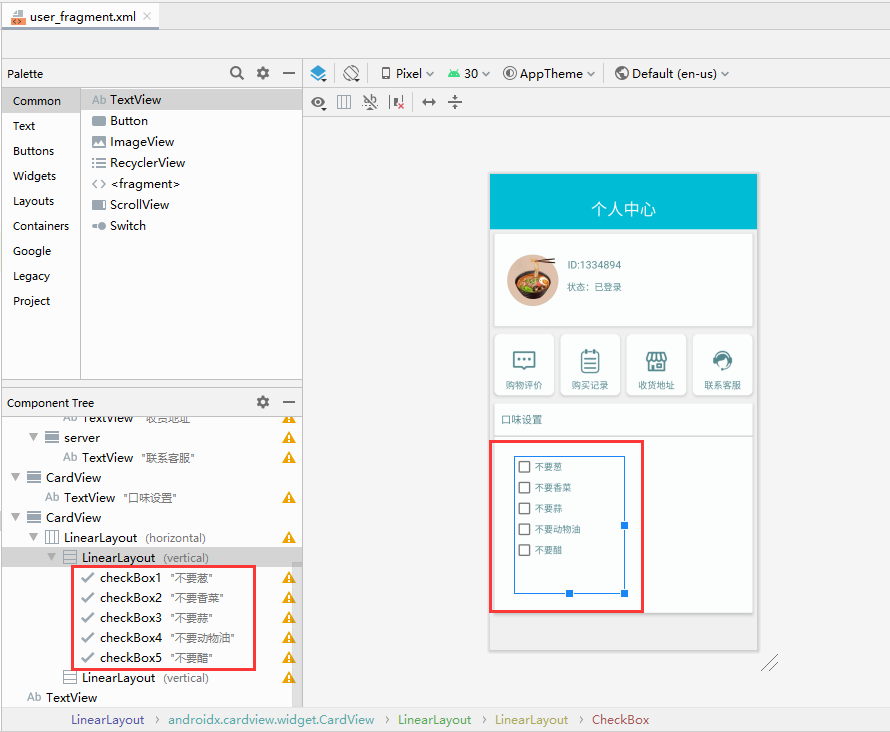 user_fragment.xml
Palette
Pixel
30
AppTheme
Default (en-us)
Common
Text
Buttons
Widgets
Layouts
Containers
Google
Legacy
Project
Ab TextView
Button
ImageView
RecyclerView
<fragment>
ScrollView
Switch
Component Tree
Ab TextView "收货地址"
server
Ab TextView "联系客服"
CardView
Ab TextView "口味设置"
CardView
LinearLayout (horizontal)
LinearLayout (vertical)
checkBox1 "不要葱"
checkBox2 "不要香菜"
checkBox3 "不要蒜"
checkBox4 "不要动物油"
checkBox5 "不要醋"
LinearLayout (vertical)
Ab TextView
个人中心
ID:1334894
状态：已登录
购物评价
购买记录
收货地址
联系客服
口味设置
不要葱
不要香菜
不要蒜
不要动物油
不要醋
LinearLayout > androidx.cardview.widget.CardView > LinearLayout > LinearLayout > CheckBox